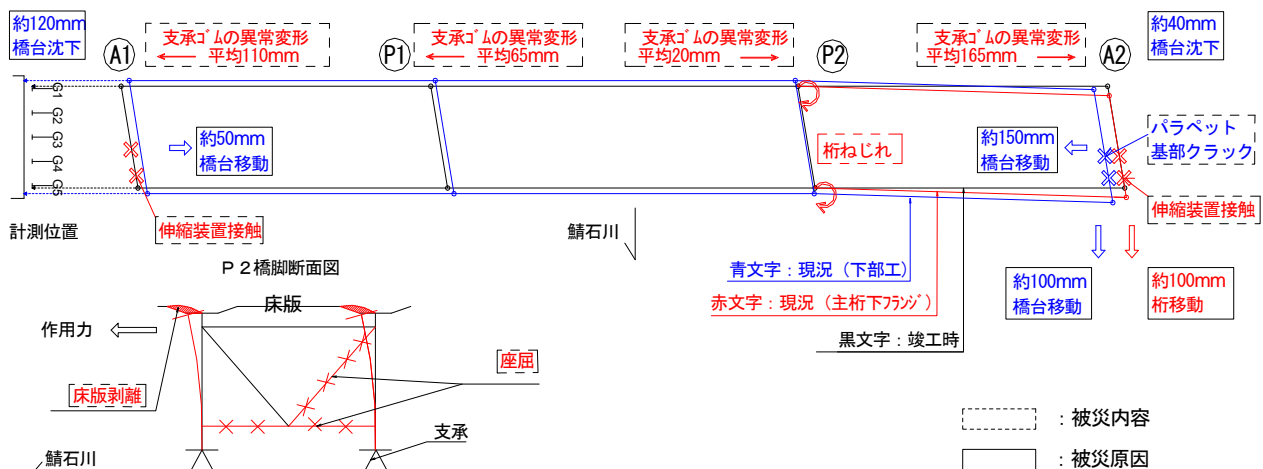 約120mm
橋台沈下
A1
支承ｺﾞﾑの異常変形
平均110mm
P1
支承ｺﾞﾑの異常変形
平均65mm
支承ｺﾞﾑの異常変形
平均20mm
P2
支承ｺﾞﾑの異常変形
平均165mm
約40mm
橋台沈下
A2
G1
G2
G3
G4
G5
約50mm
橋台移動
桁ねじれ
約150mm
橋台移動
パラペット
基部クラック
計測位置
伸縮装置接触
鯖石川
伸縮装置接触
Ｐ２橋脚断面図
青文字：現況（下部工）
赤文字：現況（主桁下ﾌﾗﾝｼﾞ）
黒文字：竣工時
約100mm
橋台移動
約100mm
桁移動
床版
作用力
座屈
床版剥離
支承
鯖石川
：被災内容
：被災原因